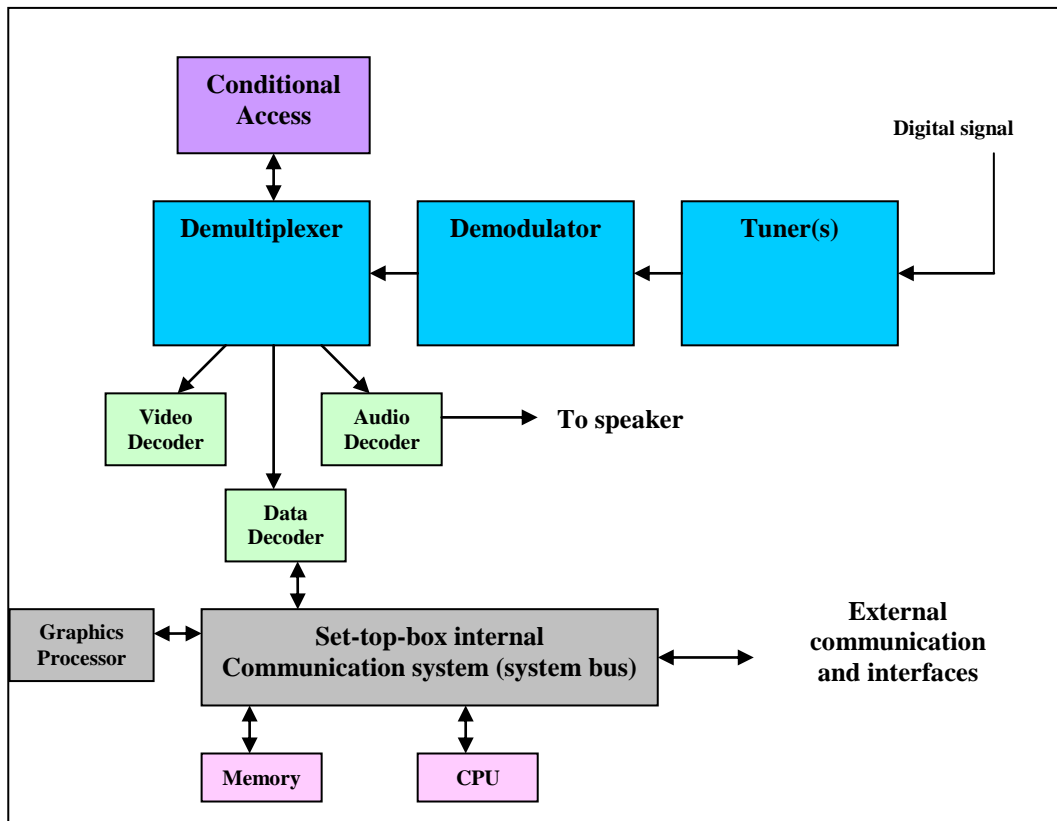 Conditional
Access
Digital signal
Demultiplexer
Demodulator
Tuner(s)
Video
Decoder
Audio
Decoder
To speaker
Data
Decoder
Graphics
Processor
Set-top-box internal
Communication system (system bus)
External
communication
and interfaces
Memory
CPU